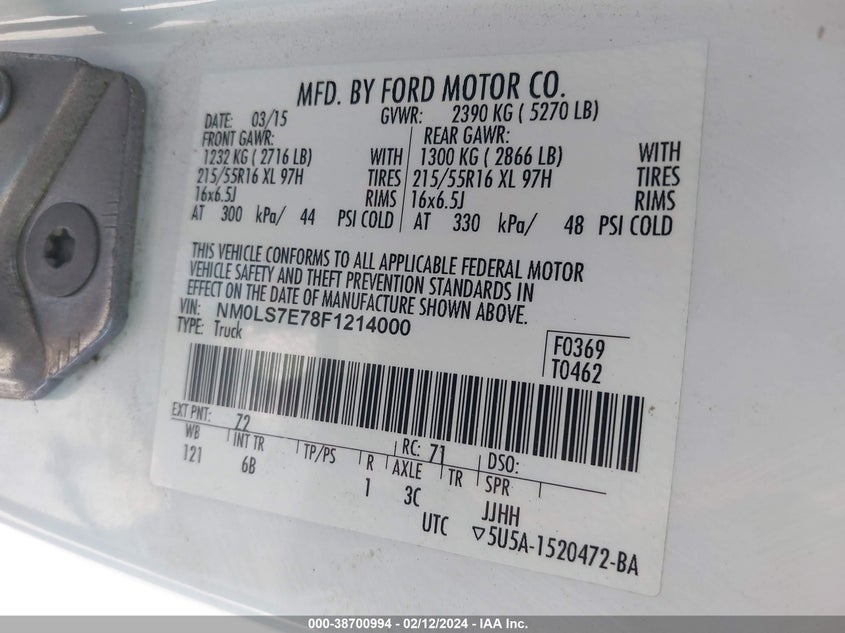 MFD. BY FORD MOTOR CO.
DATE: 03/15 GVWR: 2390 KG ( 5270 LB)
FRONT GAWR: REAR GAWR:
1232 KG ( 2716 LB) WITH 1300 KG ( 2866 LB) WITH
215/55R16 XL 97H TIRES 215/55R16 XL 97H TIRES
16x6.5J RIMS 16x6.5J RIMS
AT 300 kPa/ 44 PSI COLD AT 330 kPa/ 48 PSI COLD
THIS VEHICLE CONFORMS TO ALL APPLICABLE FEDERAL MOTOR
VEHICLE SAFETY AND THEFT PREVENTION STANDARDS IN
EFFECT ON THE DATE OF MANUFACTURE SHOWN ABOVE.
VIN: NM0LS7E78F1214000
TYPE: Truck
F0369
T0462
EXT PNT: 72 RC: 71 DSO:
WB INT TR TP/PS R AXLE TR SPR
121 6B 1 3C JJHH
UTC ▽5U5A-1520472-BA
000-38700994 - 02/12/2024 - IAA Inc.